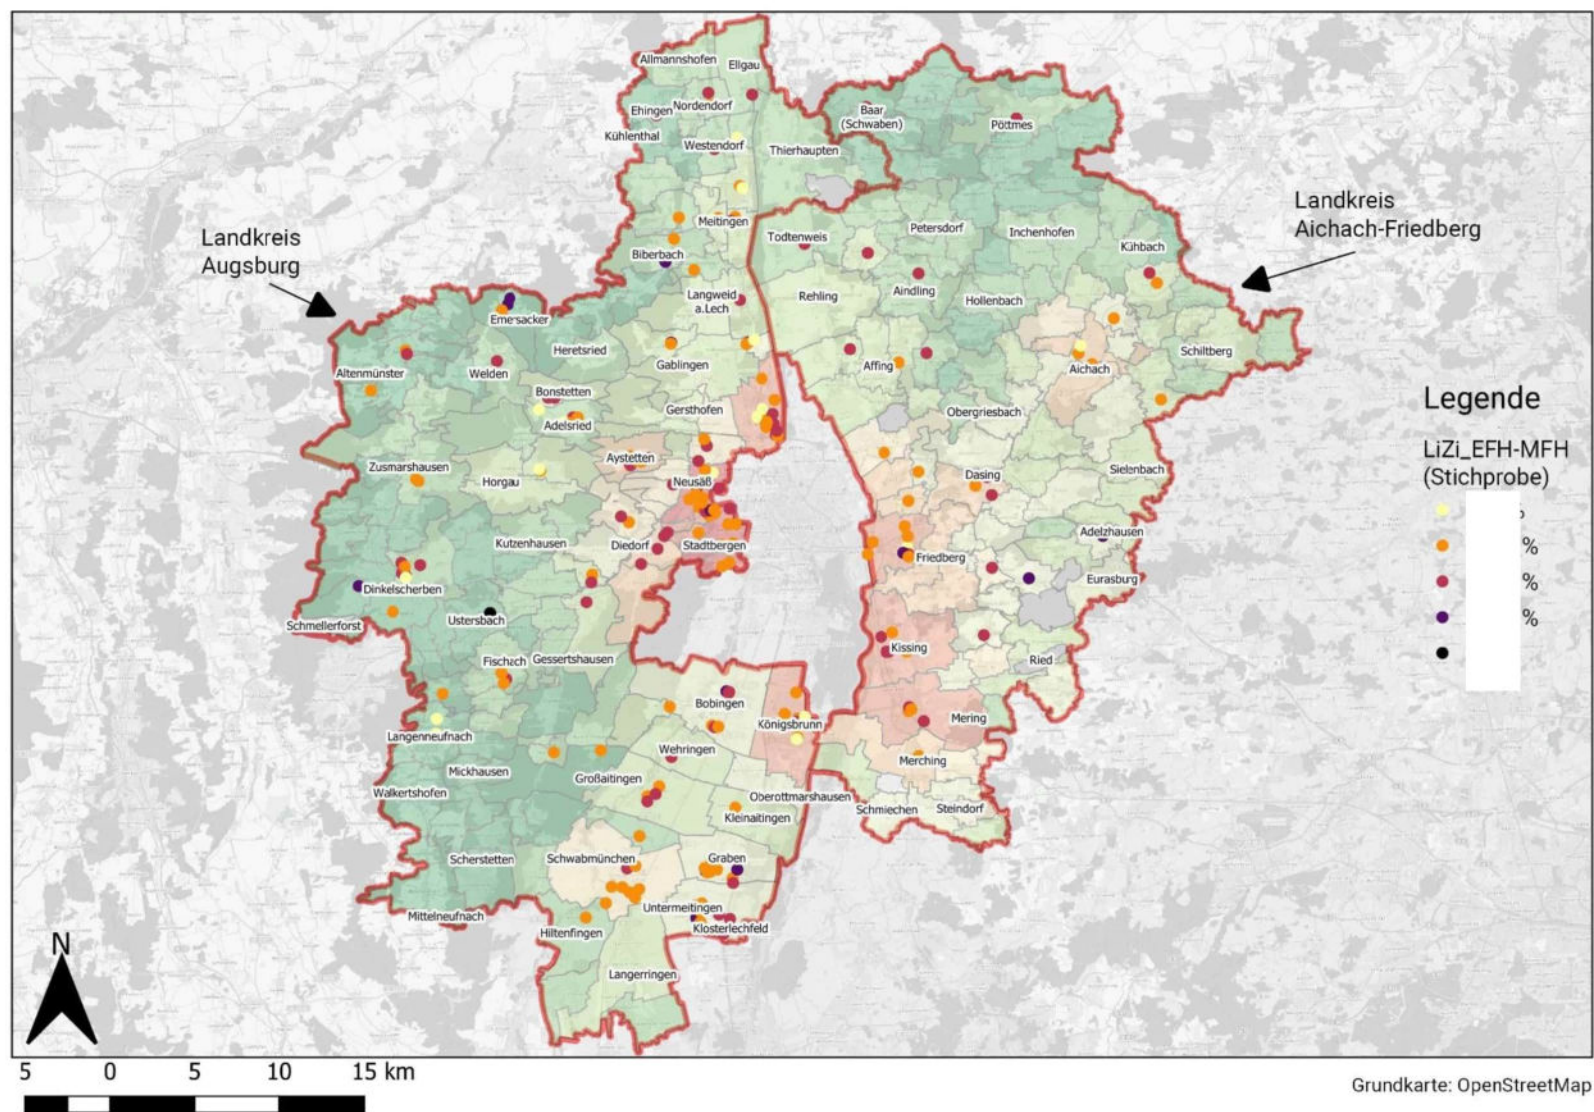 Allmannshofen
Ellgau
Ehingen
Nordendorf
Baar
(Schwaben)
Pöttmes
Kühlenthal
Westendorf
Thierhaupten
Landkreis
Aichach-Friedberg
Landkreis
Augsburg
Meitingen
Todtenweis
Petersdorf
Inchenhofen
Kühbach
Biberbach
Langweid
a.Lech
Rehling
Aindling
Hollenbach
Emersacker
Heretsried
Schiltberg
Altenmünster
Welden
Gablingen
Affing
Aichach
Bonstetten
Adelsried
Gersthofen
Obergriesbach
Legende
LiZi_EFH-MFH
(Stichprobe)
%
%
%
Zusmarshausen
Horgau
Aystetten
Neusäß
Dasing
Sielenbach
Kutzenhausen
Diedorf
Stadtbergen
Friedberg
Adelzhausen
Dinkelscherben
Eurasburg
Schmellerforst
Ustersbach
Fischach
Gessertshausen
Kissing
Ried
Langenneufnach
Bobingen
Königsbrunn
Mering
Mickhausen
Wehringen
Merching
Walkertshofen
Großaitingen
Oberottmarshausen
Kleinaitingen
Schmiechen
Steindorf
Scherstetten
Schwabmünchen
Graben
Mittelneufnach
Untermeitingen
Hiltenfingen
Klosterlechfeld
Langerringen
N
5 0 5 10 15 km
Grundkarte: OpenStreetMap